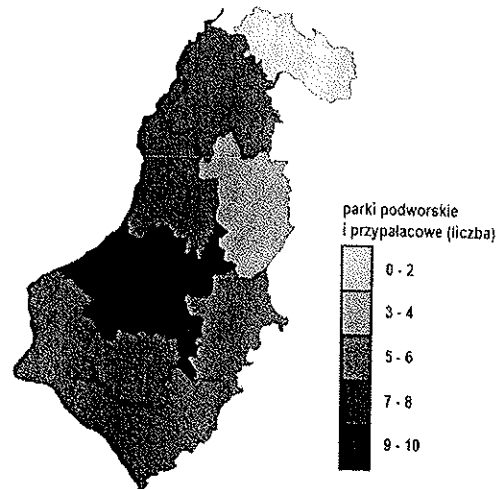 parki podworskie
i przypałacowe (liczba)
0 - 2
3 - 4
5 - 6
7 - 8
9 - 10